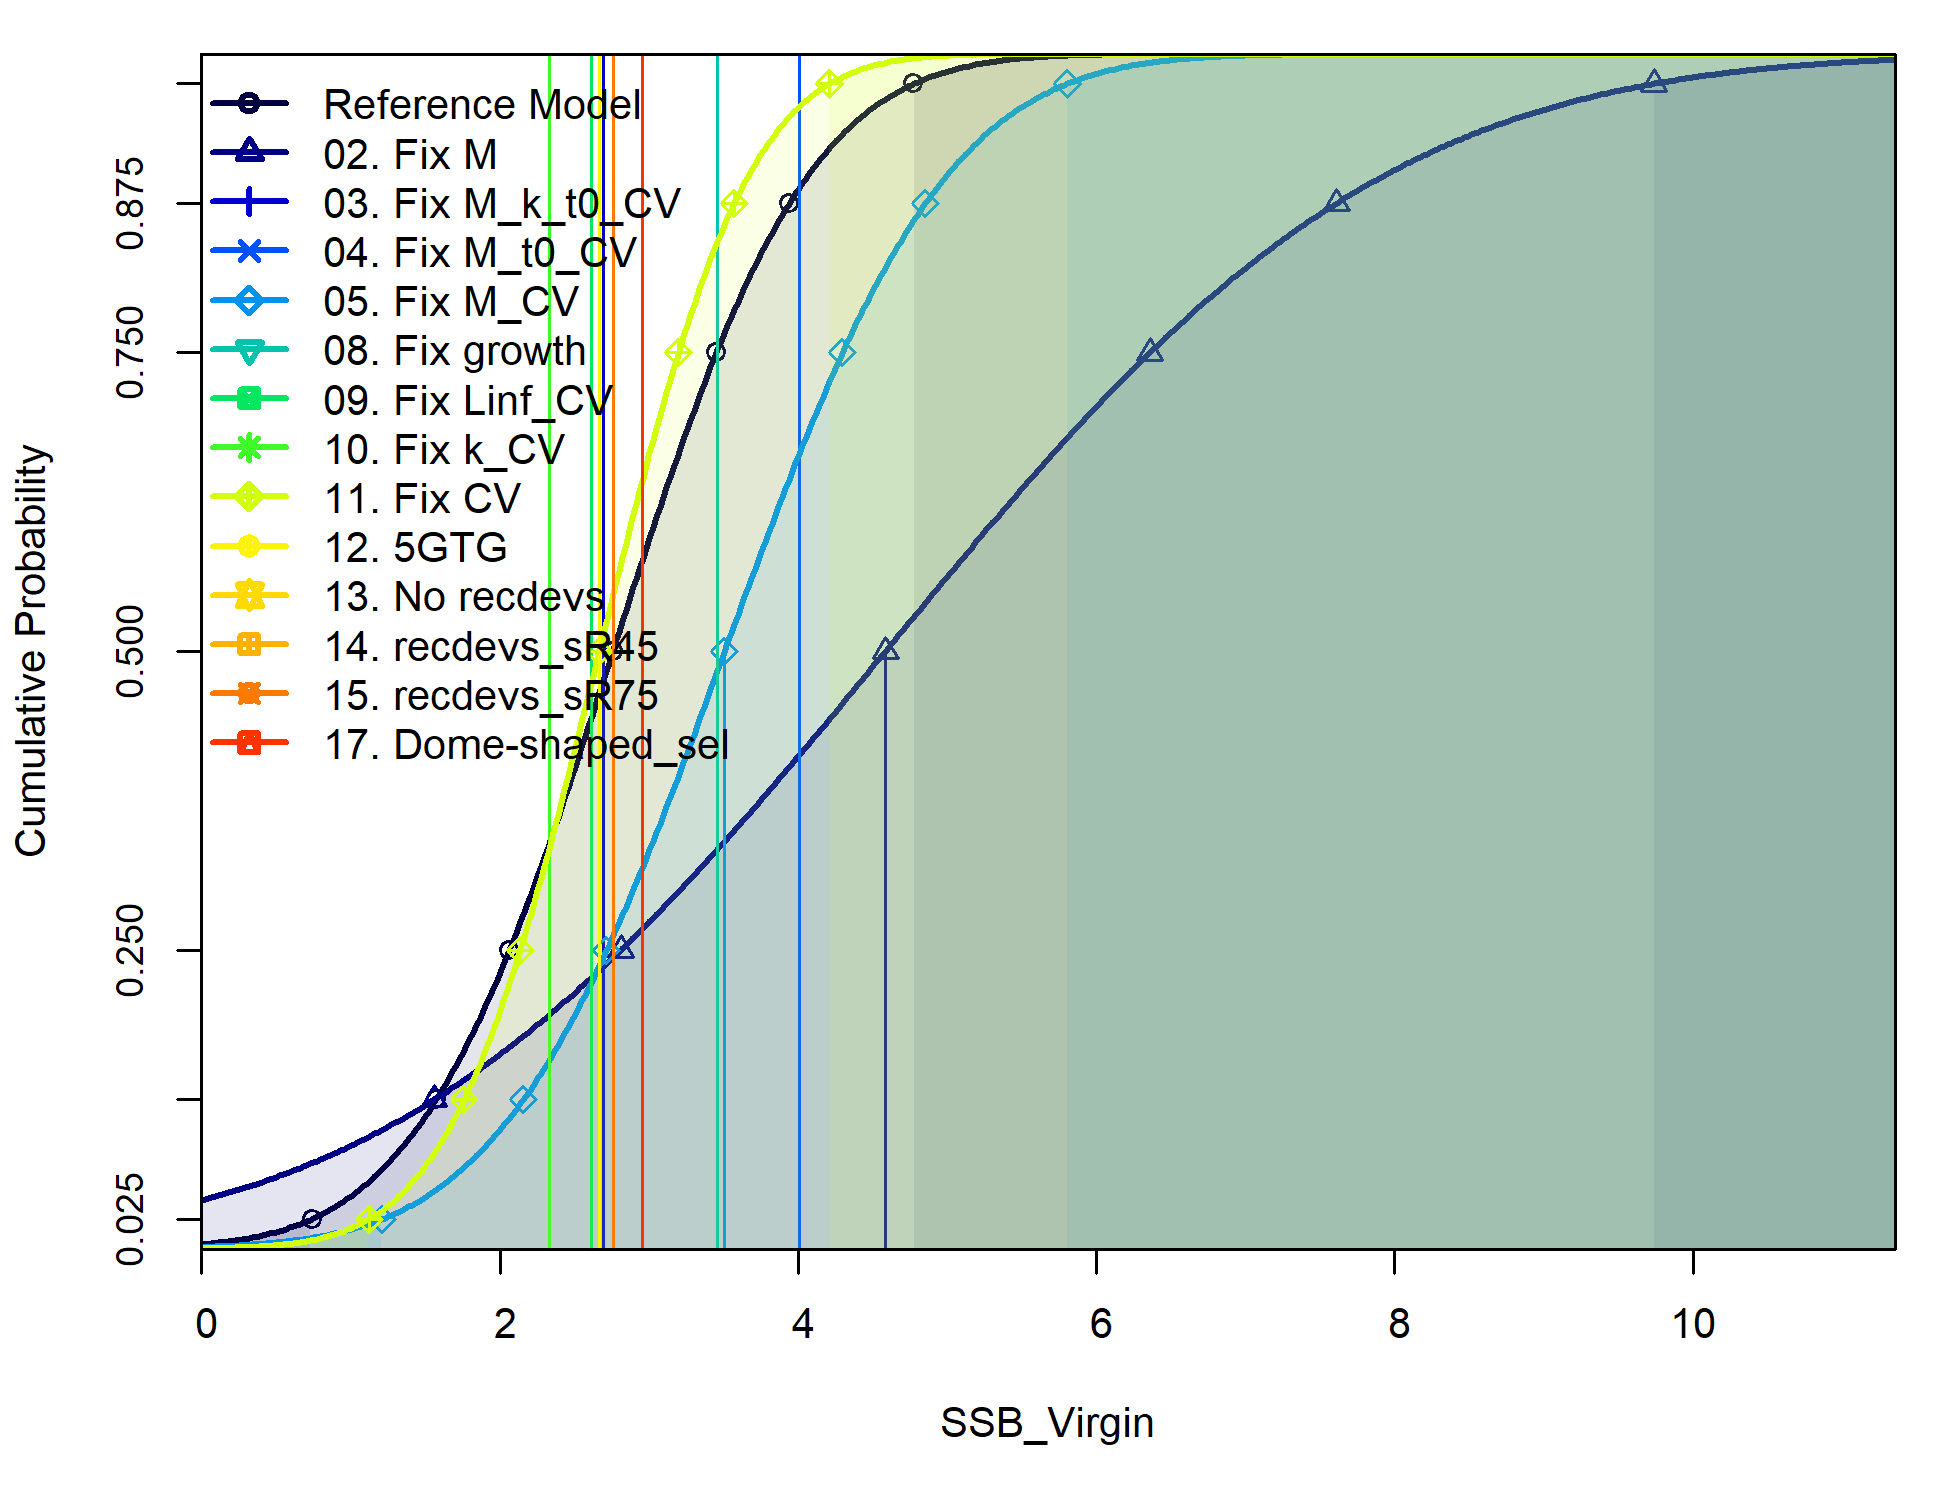 Reference Model
02. Fix M
03. Fix M_k_t0_CV
04. Fix M_t0_CV
05. Fix M_CV
08. Fix growth
09. Fix Linf_CV
10. Fix k_CV
11. Fix CV
12. 5GTG
13. No recdevs
14. recdevs_sR45
15. recdevs_sR75
17. Dome-shaped_sel
Cumulative Probability
0.875
0.750
0.500
0.250
0.025
0 2 4 6 8 10
SSB_Virgin